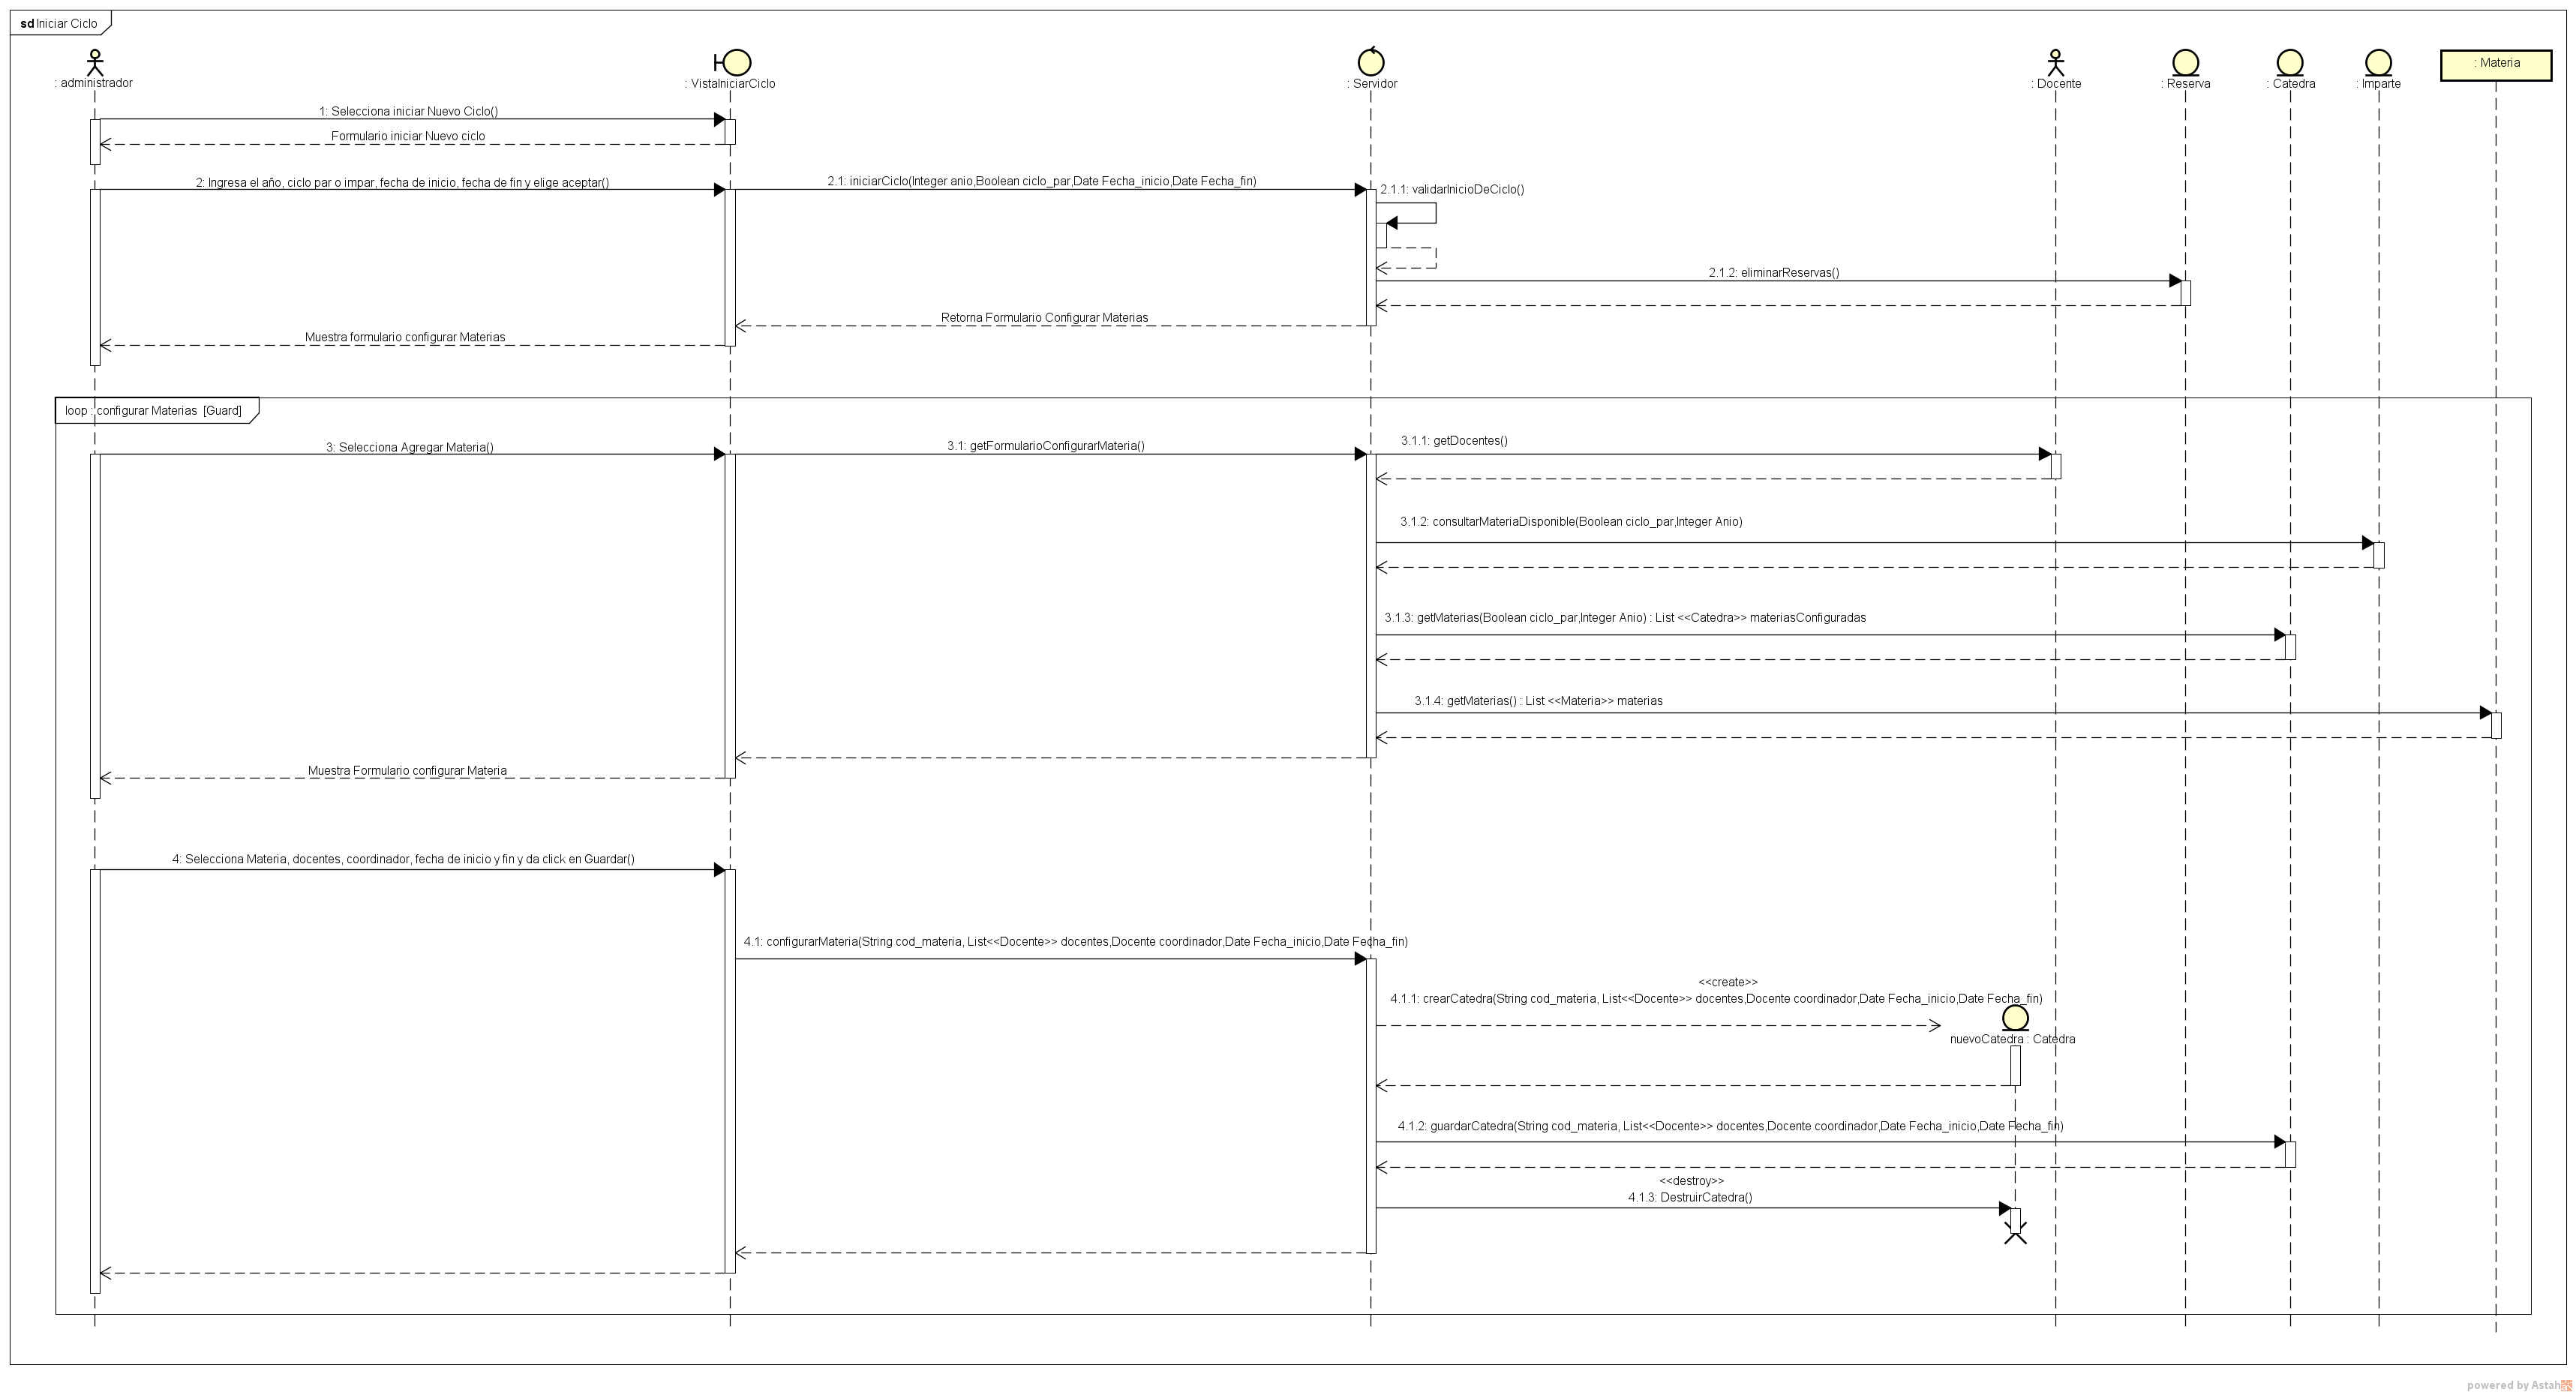 sd Iniciar Ciclo
: administrador
: VistaIniciarCiclo
: Servidor
: Docente
: Reserva
: Catedra
: Imparte
: Materia
1: Selecciona iniciar Nuevo Ciclo()
Formulario iniciar Nuevo ciclo
2: Ingresa el año, ciclo par o impar, fecha de inicio, fecha de fin y elige aceptar()
2.1: iniciarCiclo(Integer anio,Boolean ciclo_par,Date Fecha_inicio,Date Fecha_fin)
2.1.1: validarInicioDeCiclo()
2.1.2: eliminarReservas()
Retorna Formulario Configurar Materias
Muestra formulario configurar Materias
loop : configurar Materias [Guard]
3: Selecciona Agregar Materia()
3.1: getFormularioConfigurarMateria()
3.1.1: getDocentes()
3.1.2: consultarMateriaDisponible(Boolean ciclo_par,Integer Anio)
3.1.3: getMaterias(Boolean ciclo_par,Integer Anio) : List <<Catedra>> materiasConfiguradas
3.1.4: getMaterias() : List <<Materia>> materias
Muestra Formulario configurar Materia
4: Selecciona Materia, docentes, coordinador, fecha de inicio y fin y da click en Guardar()
4.1: configurarMateria(String cod_materia, List<<Docente>> docentes,Docente coordinador,Date Fecha_inicio,Date Fecha_fin)
<<create>>
4.1.1: crearCatedra(String cod_materia, List<<Docente>> docentes,Docente coordinador,Date Fecha_inicio,Date Fecha_fin)
nuevoCatedra : Catedra
4.1.2: guardarCatedra(String cod_materia, List<<Docente>> docentes,Docente coordinador,Date Fecha_inicio,Date Fecha_fin)
<<destroy>>
4.1.3: DestruirCatedra()
powered by Astah